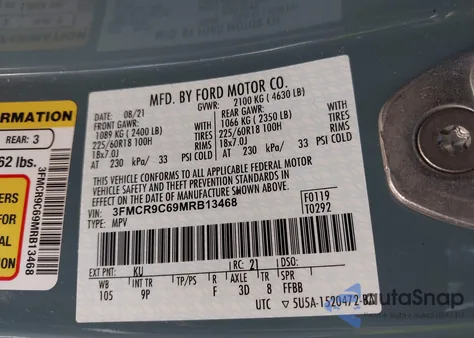 ORMATION
REAR: 3
62 lbs.
3FMCR9C69MRB13468
MFD. BY FORD MOTOR CO.
DATE: 08/21 GVWR: 2100 KG ( 4630 LB)
FRONT GAWR: REAR GAWR:
1089 KG ( 2400 LB) 1066 KG ( 2350 LB)
225/60R18 100H TIRES 225/60R18 100H
18x7.0J RIMS 18x7.0J
AT 230 kPa/ 33 PSI COLD AT 230 kPa/ 33 PSI COLD
THIS VEHICLE CONFORMS TO ALL APPLICABLE FEDERAL MOTOR
VEHICLE SAFETY AND THEFT PREVENTION STANDARDS IN EFFECT ON THE
DATE OF MANUFACTURE SHOWN ABOVE.
VIN: 3FMCR9C69MRB13468 F0119
TYPE: MPV T0292
EXT PNT: KU RC: 21 DSO:
WB INT TR TP/PS R AXLE TR SPR
105 9P F 3D 8 FFBB
UTC 5U5A-1520472-BA
AutoSnap